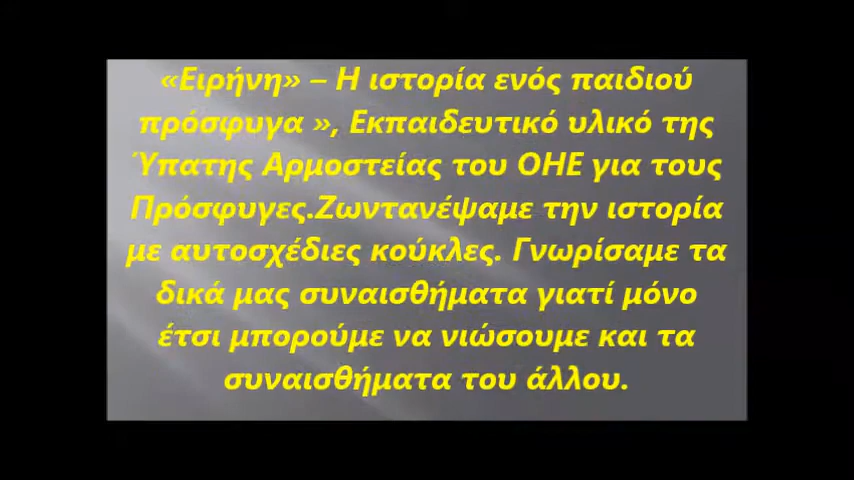 «Ειρήνη» – Η ιστορία ενός παιδιού
πρόσφυγα », Εκπαιδευτικό υλικό της
Ύπατης Αρμοστείας του ΟΗΕ για τους
Πρόσφυγες.Ζωντανέψαμε την ιστορία
με αυτοσχέδιες κούκλες. Γνωρίσαμε τα
δικά μας συναισθήματα γιατί μόνο
έτσι μπορούμε να νιώσουμε και τα
συναισθήματα του άλλου.